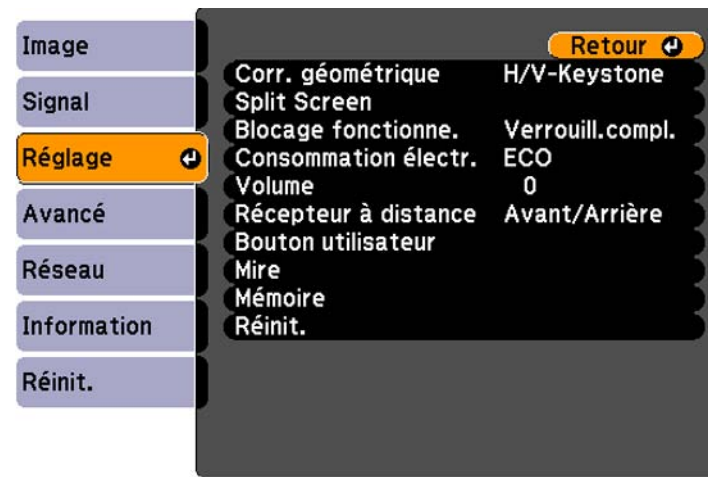 Image
Signal
Réglage
Avancé
Réseau
Information
Réinit.
Retour
Corr. géométrique H/V-Keystone
Split Screen
Blocage fonctionne. Verrouill.compl.
Consommation électr. ECO
Volume 0
Récepteur à distance Avant/Arrière
Bouton utilisateur
Mire
Mémoire
Réinit.